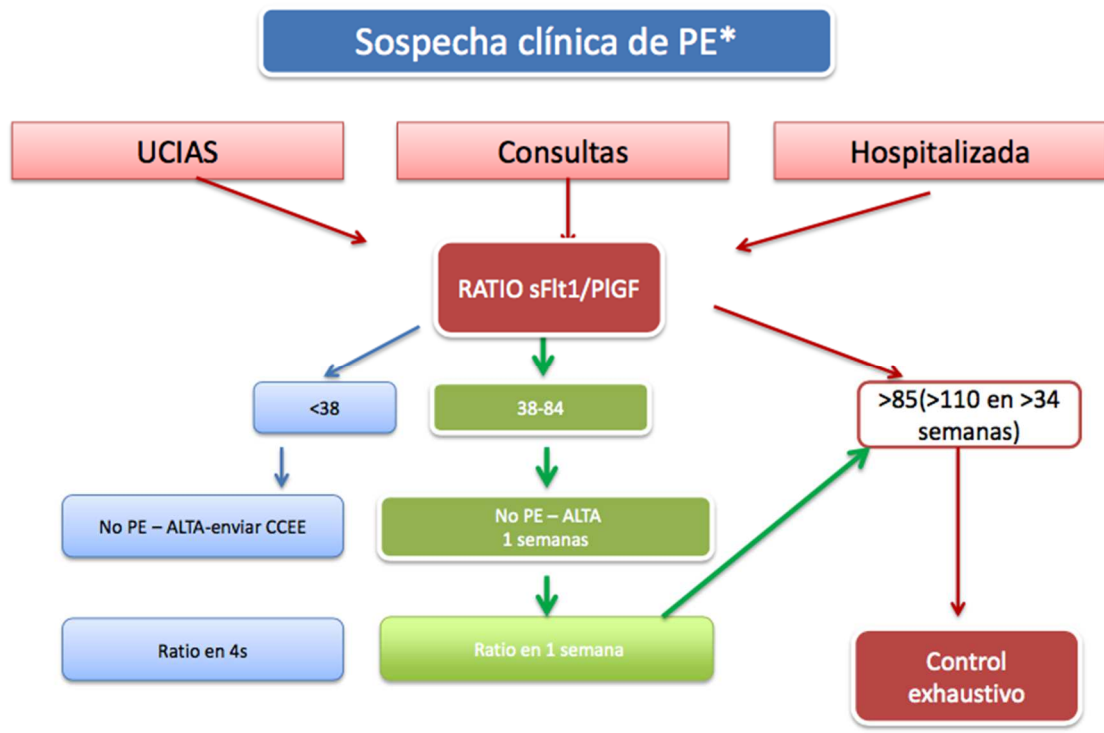 Sospecha clínica de PE*
UCIAS
Consultas
Hospitalizada
RATIO sFlt1/PlGF
<38
38-84
>85(>110 en >34
semanas)
No PE – ALTA-enviar CCEE
No PE – ALTA
1 semanas
Ratio en 4s
Ratio en 1 semana
Control
exhaustivo